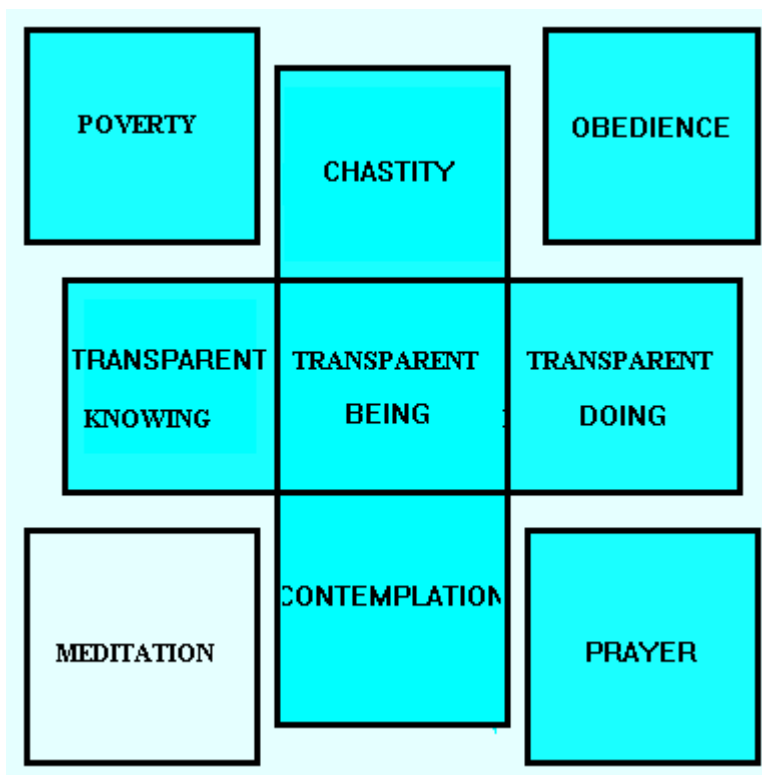 POVERTY
OBEDIENCE
CHASTITY
TRANSPARENT
KNOWING
TRANSPARENT
BEING
TRANSPARENT
DOING
CONTEMPLATION
MEDITATION
PRAYER